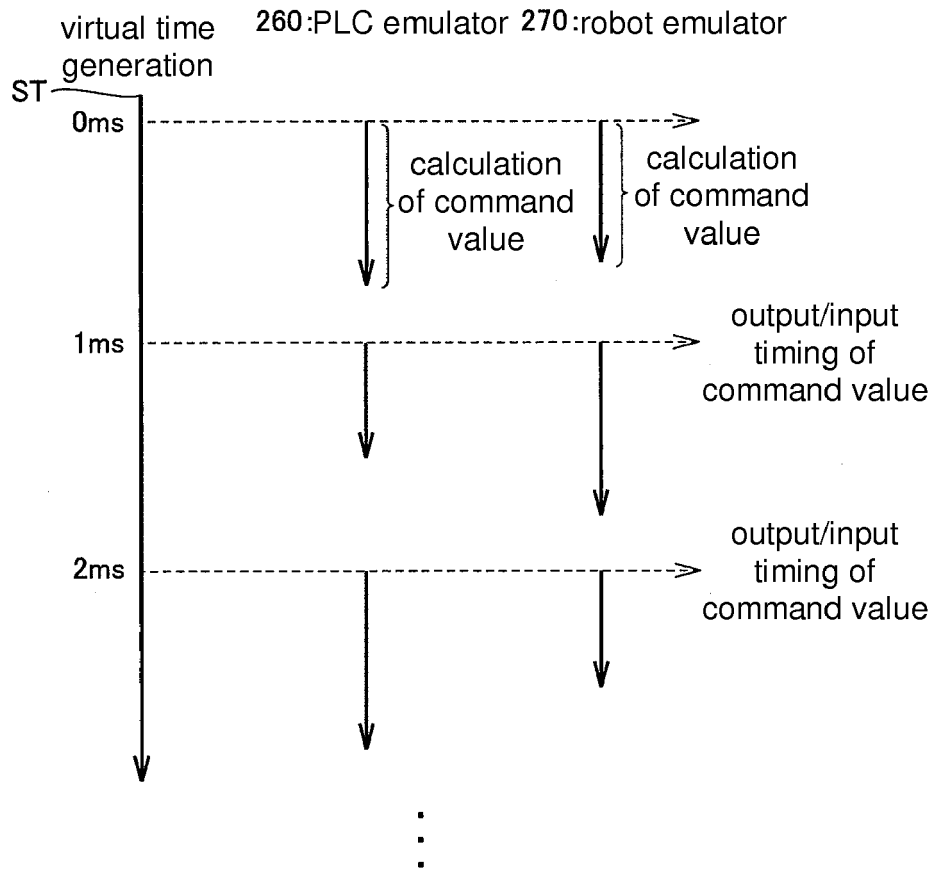 virtual time
generation
260:PLC emulator
270:robot emulator
ST
0ms
calculation
of command
value
calculation
of command
value
1ms
output/input
timing of
command value
2ms
output/input
timing of
command value